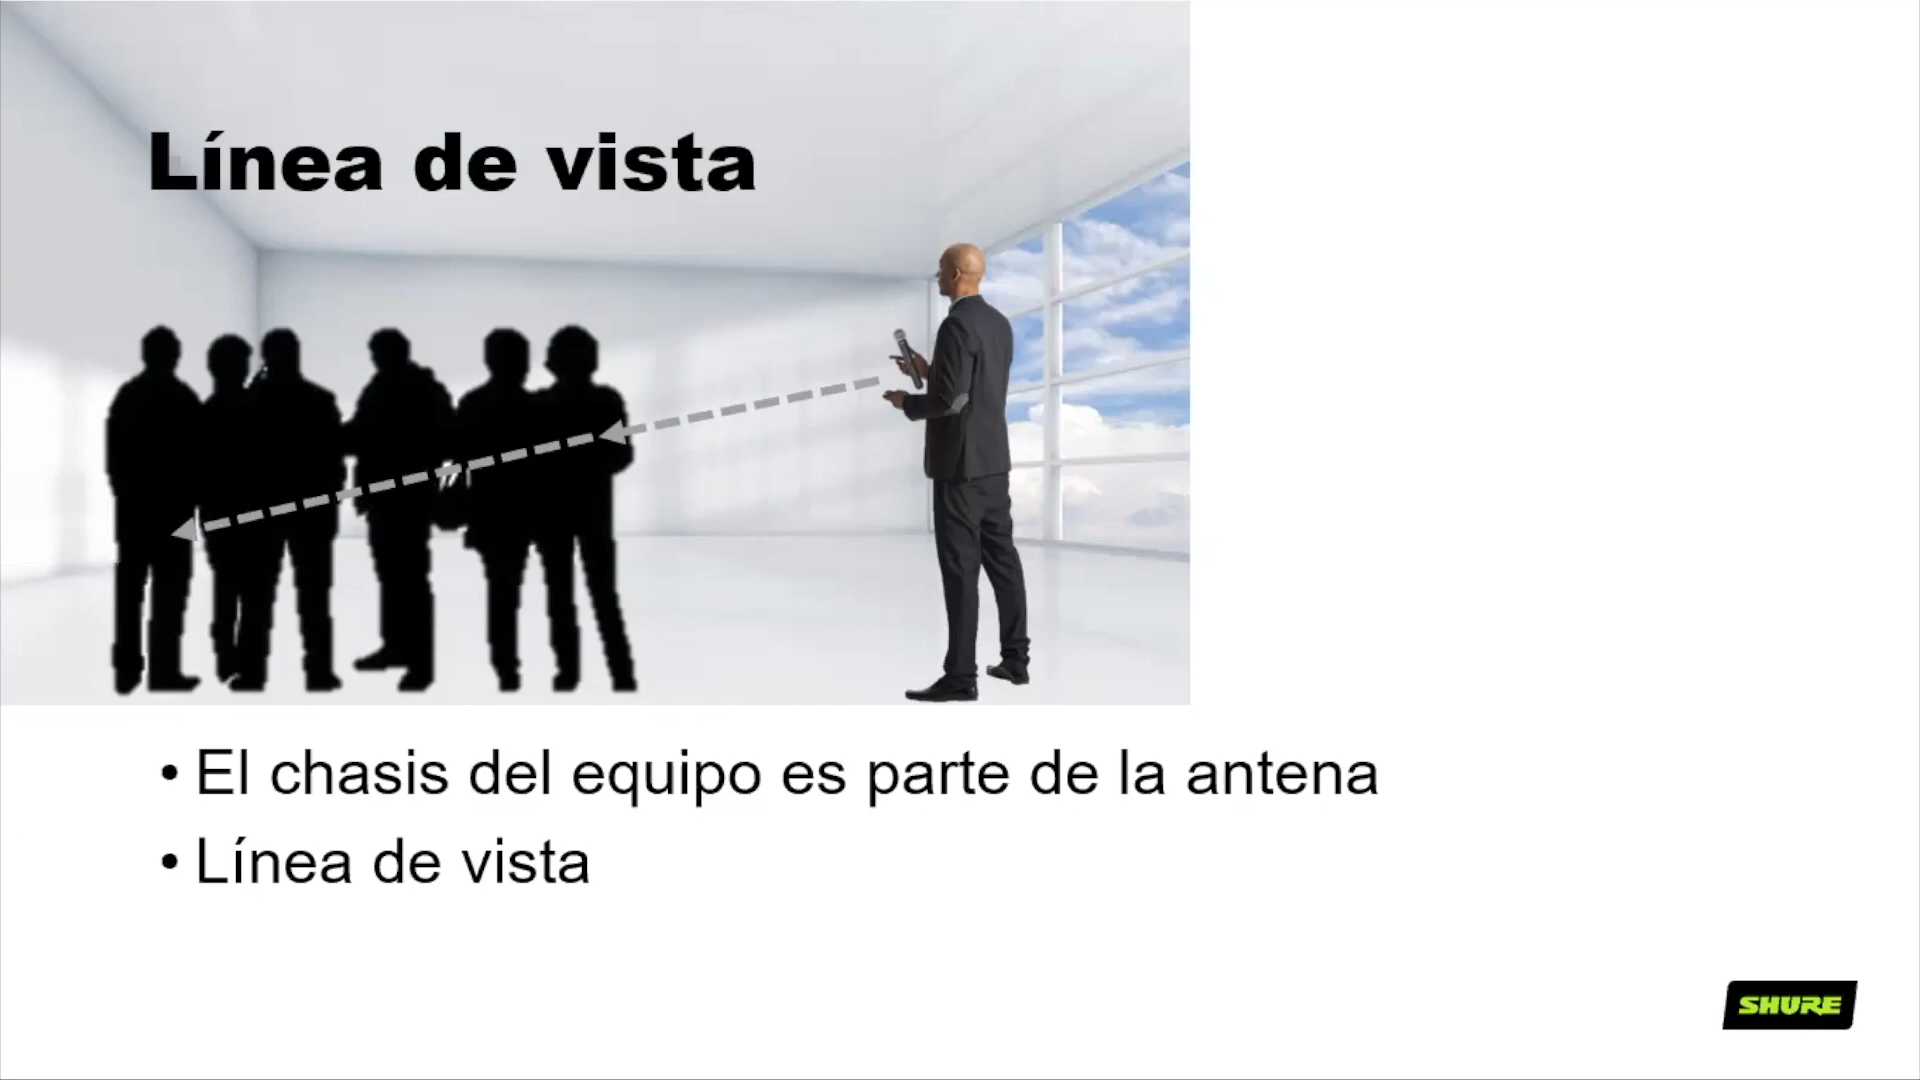 Línea de vista
• El chasis del equipo es parte de la antena
• Línea de vista
SHURE